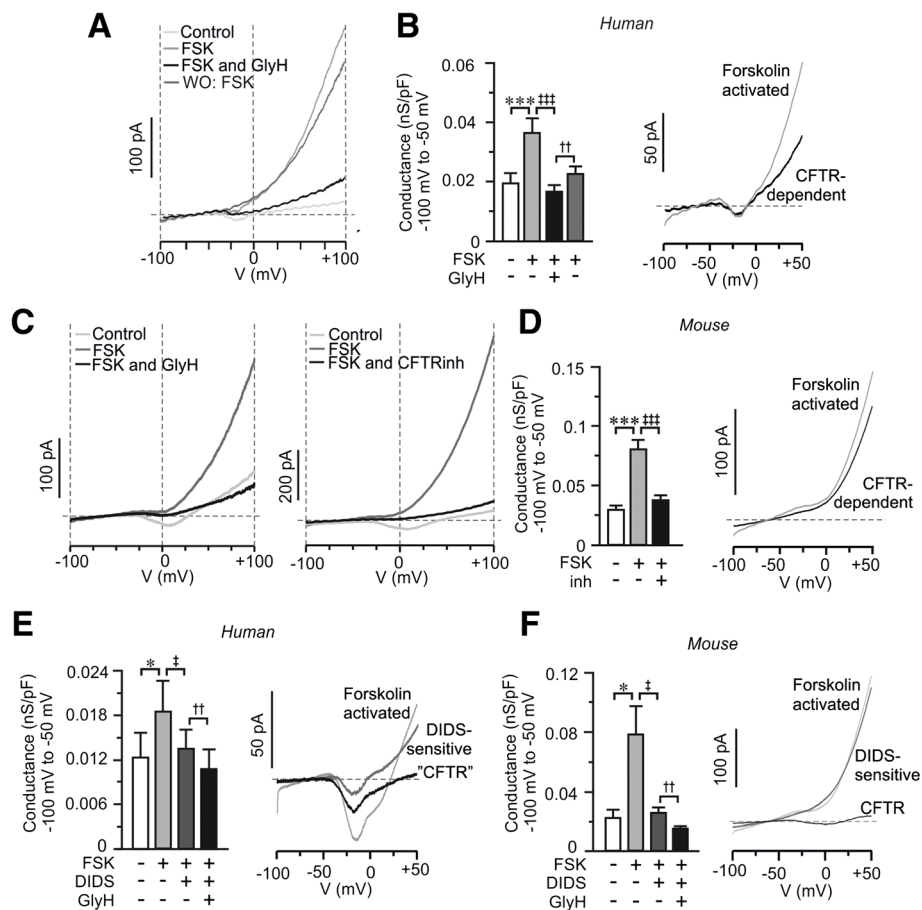 A
Control
FSK
FSK and GlyH
WO: FSK
100 pA
-100
0
+100
V (mV)
B
Human
Conductance (nS/pF)
-100 mV to -50 mV
0.06
0.04
0.02
0
*** ‡‡‡
††
FSK - + + +
GlyH - - + -
Forskolin
activated
50 pA
CFTR-
dependent
-100
-50
0
+50
V (mV)
C
Control
FSK
FSK and GlyH
100 pA
-100
0
+100
V (mV)
Control
FSK
FSK and CFTRinh
200 pA
-100
0
+100
V (mV)
D
Mouse
Conductance (nS/pF)
-100 mV to -50 mV
0.15
0.1
0.05
0
*** ‡‡‡
FSK - + +
inh - - +
Forskolin
activated
100 pA
CFTR-
dependent
-100
-50
0
+50
V (mV)
E
Human
Conductance (nS/pF)
-100 mV to -50 mV
0.024
0.018
0.012
0.006
0
* ‡
††
FSK - + + +
DIDS - - + +
GlyH - - - +
Forskolin
activated
50 pA
DIDS-
sensitive
"CFTR"
-100
-50
0
+50
V (mV)
F
Mouse
Conductance (nS/pF)
-100 mV to -50 mV
0.12
0.08
0.04
0
* ‡
††
FSK - + + +
DIDS - - + +
GlyH - - - +
Forskolin
activated
100 pA
DIDS-
sensitive
CFTR
-100
-50
0
+50
V (mV)